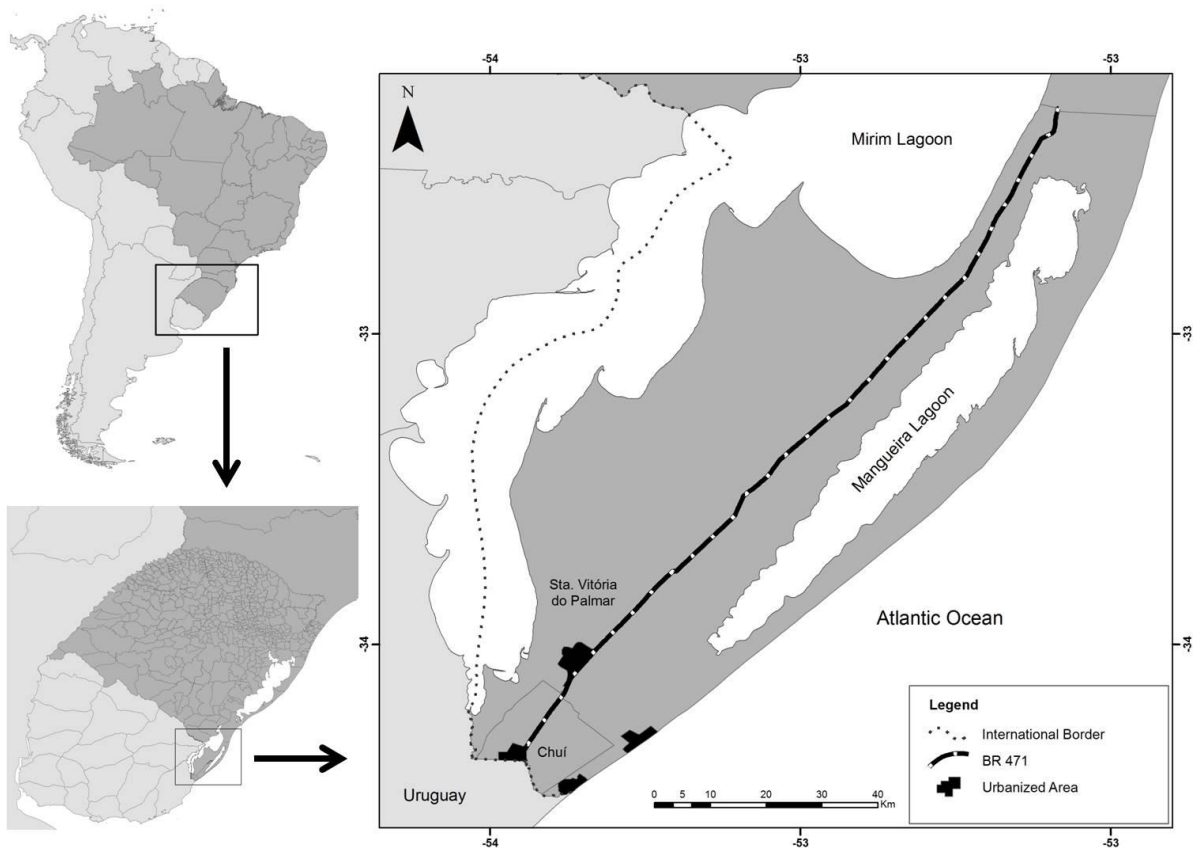 -54
-53
-53
N
Mirim Lagoon
-33
-33
Mangueira Lagoon
Sta. Vitória
do Palmar
Atlantic Ocean
-34
-34
Chuí
Uruguay
0 5 10 20 30 40
Km
Legend
International Border
BR 471
Urbanized Area
-54
-53
-53